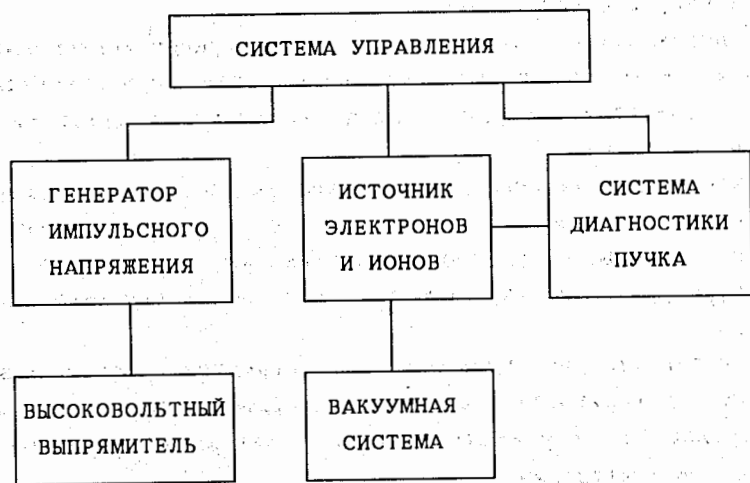 СИСТЕМА УПРАВЛЕНИЯ
ГЕНЕРАТОР
ИМПУЛЬСНОГО
НАПРЯЖЕНИЯ
ИСТОЧНИК
ЭЛЕКТРОНОВ
И ИОНОВ
СИСТЕМА
ДИАГНОСТИКИ
ПУЧКА
ВЫСОКОВОЛЬТНЫЙ
ВЫПРЯМИТЕЛЬ
ВАКУУМНАЯ
СИСТЕМА